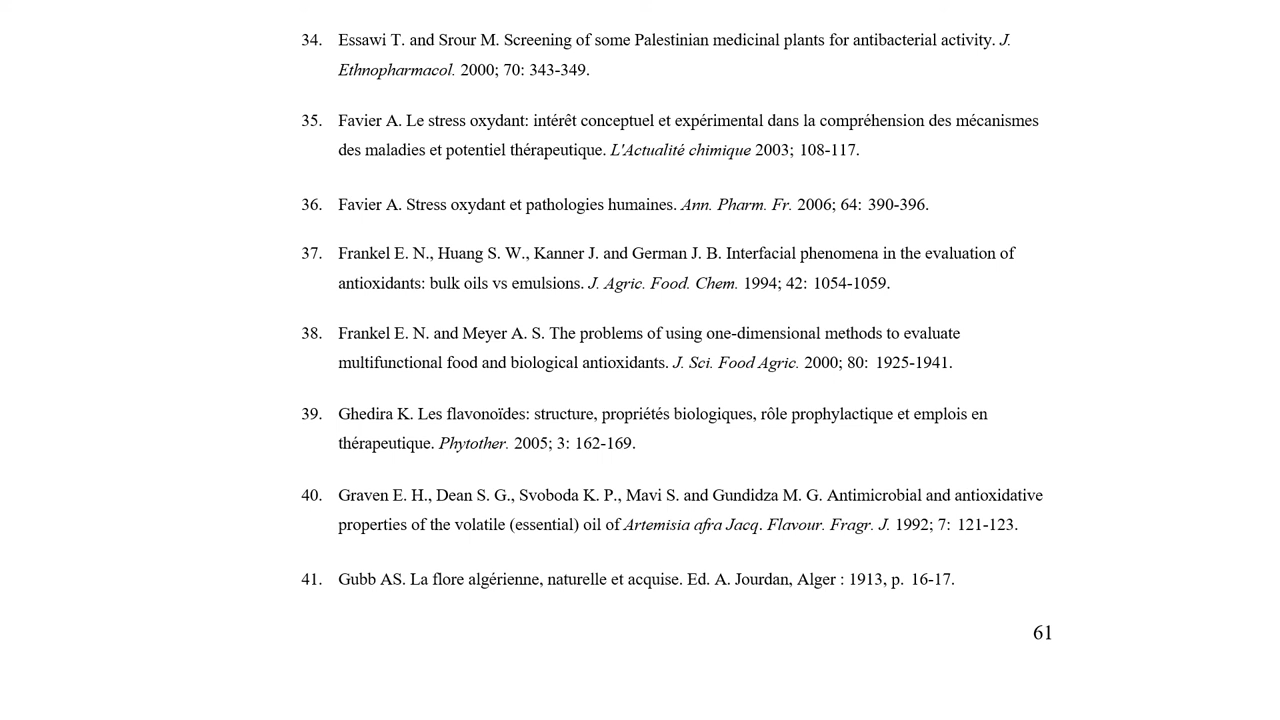 34. Essawi T. and Srour M. Screening of some Palestinian medicinal plants for antibacterial activity. J.
Ethnopharmacol. 2000; 70: 343-349.
35. Favier A. Le stress oxydant: intérêt conceptuel et expérimental dans la compréhension des mécanismes
des maladies et potentiel thérapeutique. L'Actualité chimique 2003; 108-117.
36. Favier A. Stress oxydant et pathologies humaines. Ann. Pharm. Fr. 2006; 64: 390-396.
37. Frankel E. N., Huang S. W., Kanner J. and German J. B. Interfacial phenomena in the evaluation of
antioxidants: bulk oils vs emulsions. J. Agric. Food. Chem. 1994; 42: 1054-1059.
38. Frankel E. N. and Meyer A. S. The problems of using one-dimensional methods to evaluate
multifunctional food and biological antioxidants. J. Sci. Food Agric. 2000; 80: 1925-1941.
39. Ghedira K. Les flavonoïdes: structure, propriétés biologiques, rôle prophylactique et emplois en
thérapeutique. Phytother. 2005; 3: 162-169.
40. Graven E. H., Dean S. G., Svoboda K. P., Mavi S. and Gundidza M. G. Antimicrobial and antioxidative
properties of the volatile (essential) oil of Artemisia afra Jacq. Flavour. Fragr. J. 1992; 7: 121-123.
41. Gubb AS. La flore algérienne, naturelle et acquise. Ed. A. Jourdan, Alger : 1913, p. 16-17.
61